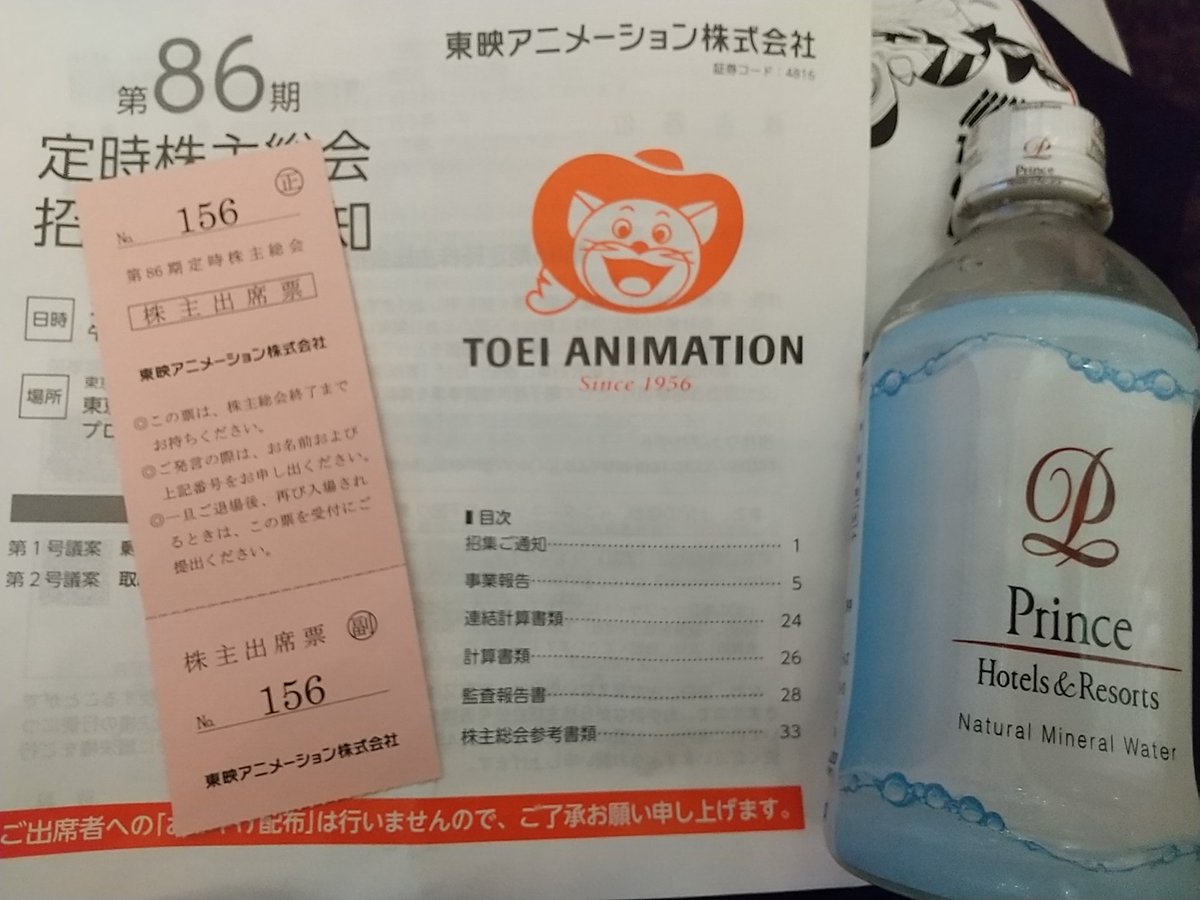 第86期
定時株主総会
招 知
日時
場所
東京
プロ
第1号議案
第2号議案 取
東映アニメーション株式会社
証券コード:4816
TOEI ANIMATION
Since 1956
▌目次
招集ご通知 1
事業報告 5
連結計算書類 24
計算書類 26
監査報告書 28
株主総会参考書類 33
ご出席者への「お 配布」は行いませんので、ご了承お願い申し上げます。
正
№ 156
第86期定時株主総会
株主出席票
東映アニメーション株式会社
◎この票は、株主総会終了まで
お持ちください。
◎ご発言の際は、お名前および
上記番号をお申し出ください。
◎一旦ご退場後、再び入場され
るときは、この票を受付にご
提出ください。
株主出席票 副
№ 156
東映アニメーション株式会社
P
Prince
P
Prince
Hotels & Resorts
Natural Mineral Water